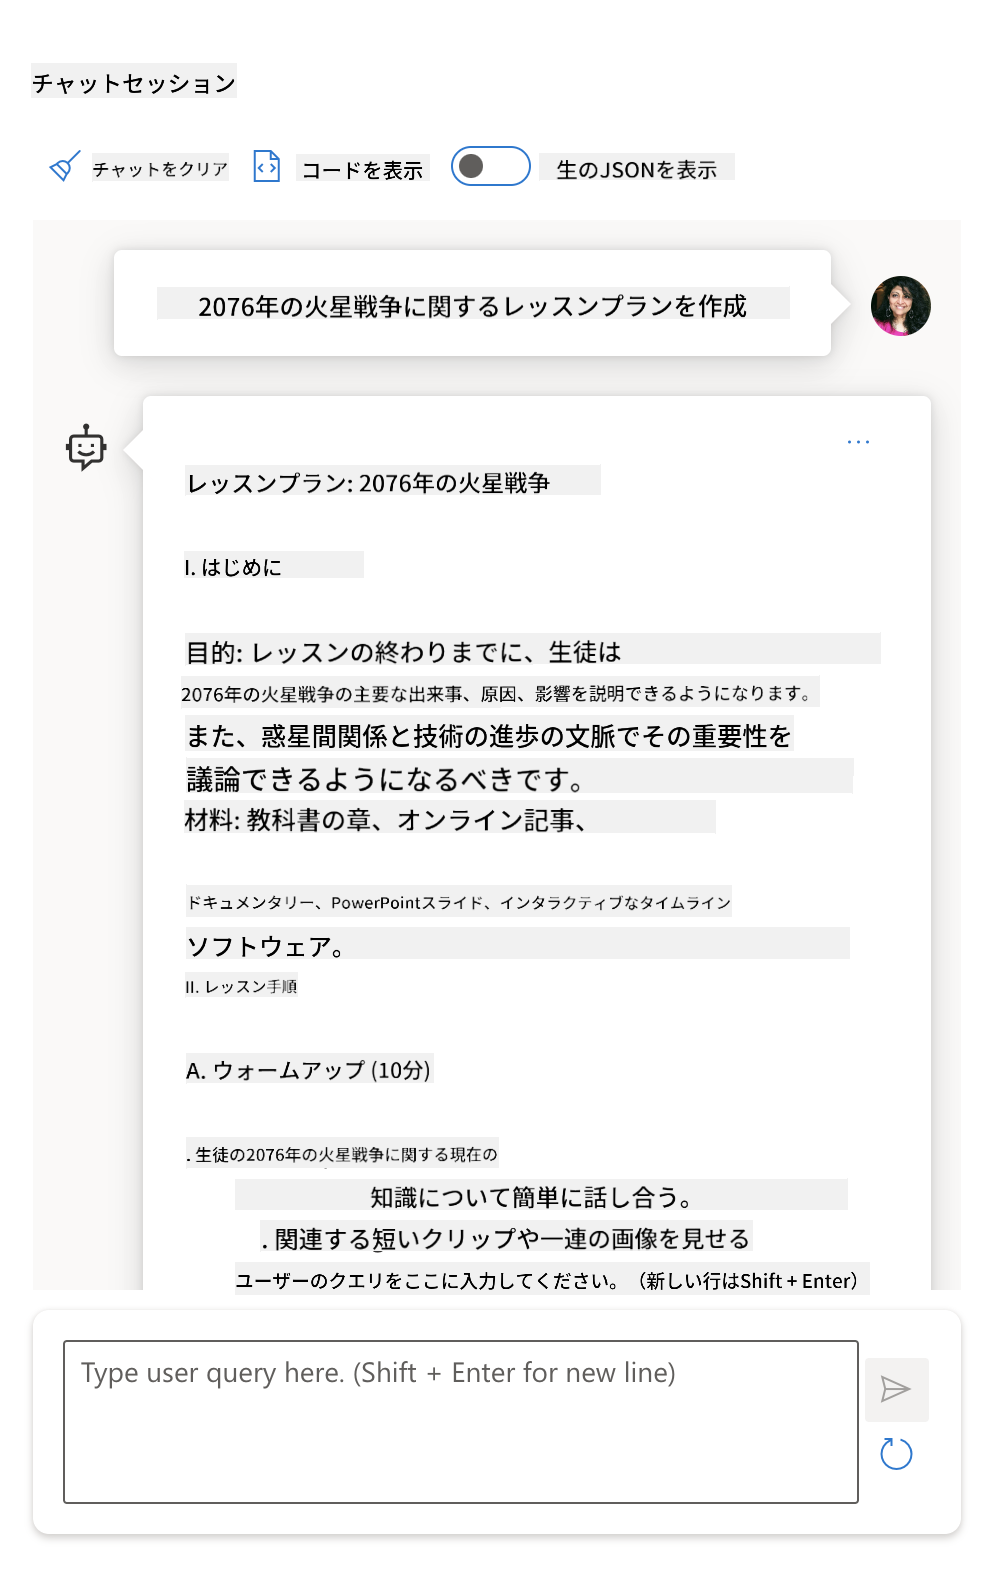 チャットセッション
チャットをクリア
コードを表示
生のJSONを表示
2076年の火星戦争に関するレッスンプランを作成
...
レッスンプラン: 2076年の火星戦争
I. はじめに
目的: レッスンの終わりまでに、生徒は
2076年の火星戦争の主要な出来事、原因、影響を説明できるようになります。
また、惑星間関係と技術の進歩の文脈でその重要性を
議論できるようになるべきです。
材料: 教科書の章、オンライン記事、
ドキュメンタリー、PowerPointスライド、インタラクティブなタイムライン
ソフトウェア。
II. レッスン手順
A. ウォームアップ (10分)
. 生徒の2076年の火星戦争に関する現在の
知識について簡単に話し合う。
. 関連する短いクリップや一連の画像を見せる
ユーザーのクエリをここに入力してください。（新しい行はShift + Enter）
Type user query here. (Shift + Enter for new line)